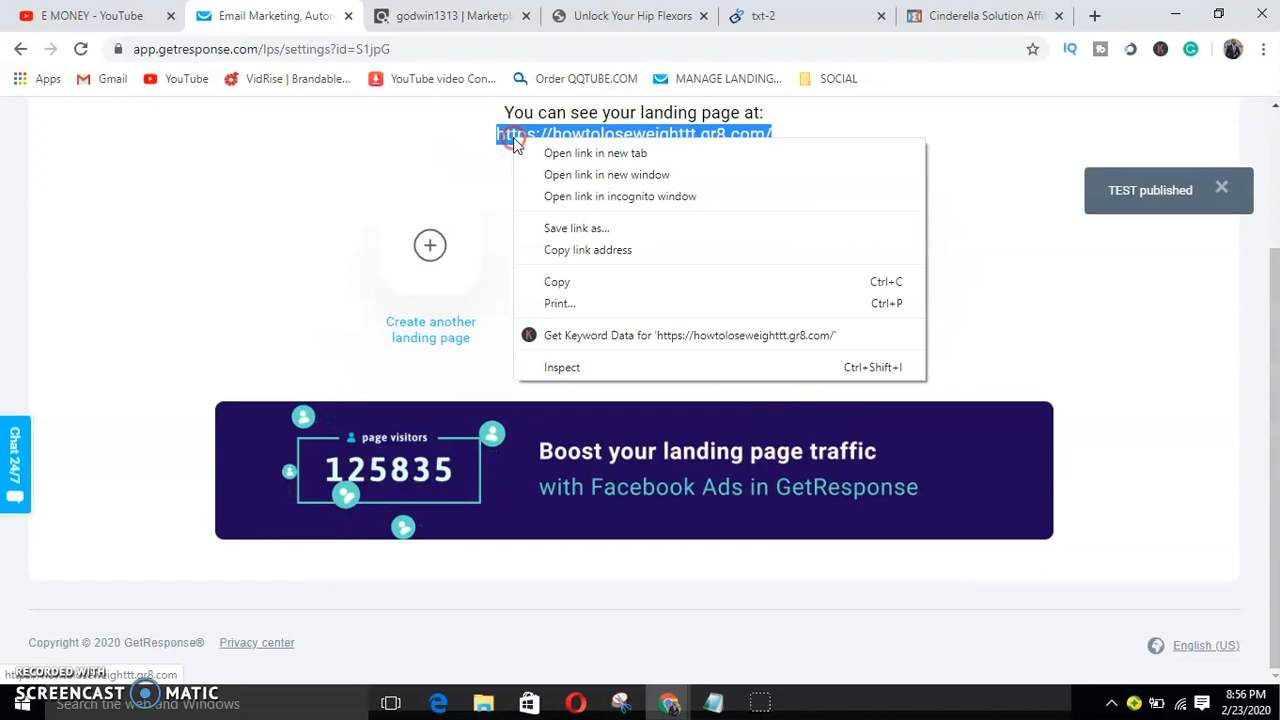 E MONEY - YouTube
Email Marketing, Autor
godwin1313 - Marketpl
Unlock Your Hip Flexors
txt-2
Cinderella Solution Affili
app.getresponse.com/lps/settings?id=S1jpG
Apps
Gmail
YouTube
VidRise | Brandable...
YouTube video Con...
Order QQTUBE.COM
MANAGE LANDING...
SOCIAL
You can see your landing page at:
https://howtoloseweighttt.gr8.com/
TEST published
Open link in new tab
Open link in new window
Open link in incognito window
Save link as...
Copy link address
Copy Ctrl+C
Print... Ctrl+P
Get Keyword Data for 'https://howtoloseweighttt.gr8.com/'
Inspect Ctrl+Shift+I
Create another
landing page
Chat 24/7
page visitors
125835
Boost your landing page traffic
with Facebook Ads in GetResponse
Copyright © 2020 GetResponse®
Privacy center
English (US)
https://howtoloseweighttt.gr8.com
RECORDED WITH
SCREENCAST MATIC
Search the web and Windows
8:56 PM
2/23/2020